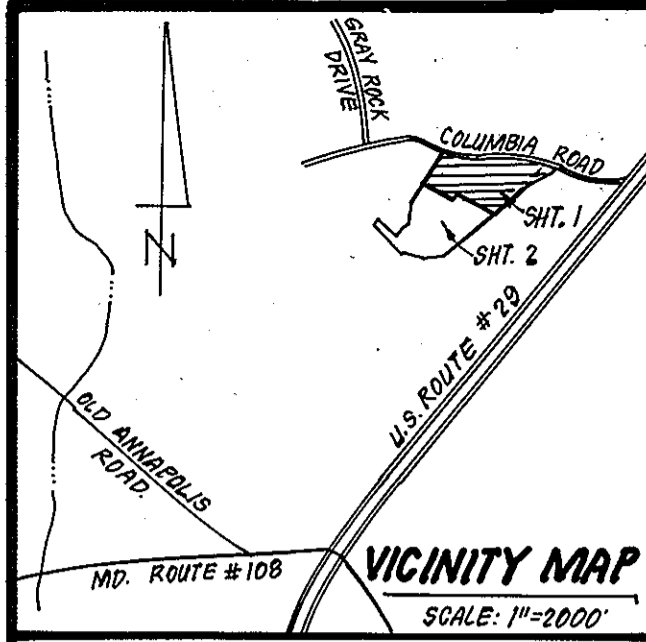 GRAY ROCK
DRIVE
COLUMBIA ROAD
SHT. 1
SHT. 2
N
U.S. ROUTE #29
OLD ANNAPOLIS
ROAD.
MD. ROUTE #108
VICINITY MAP
SCALE: 1"=2000'